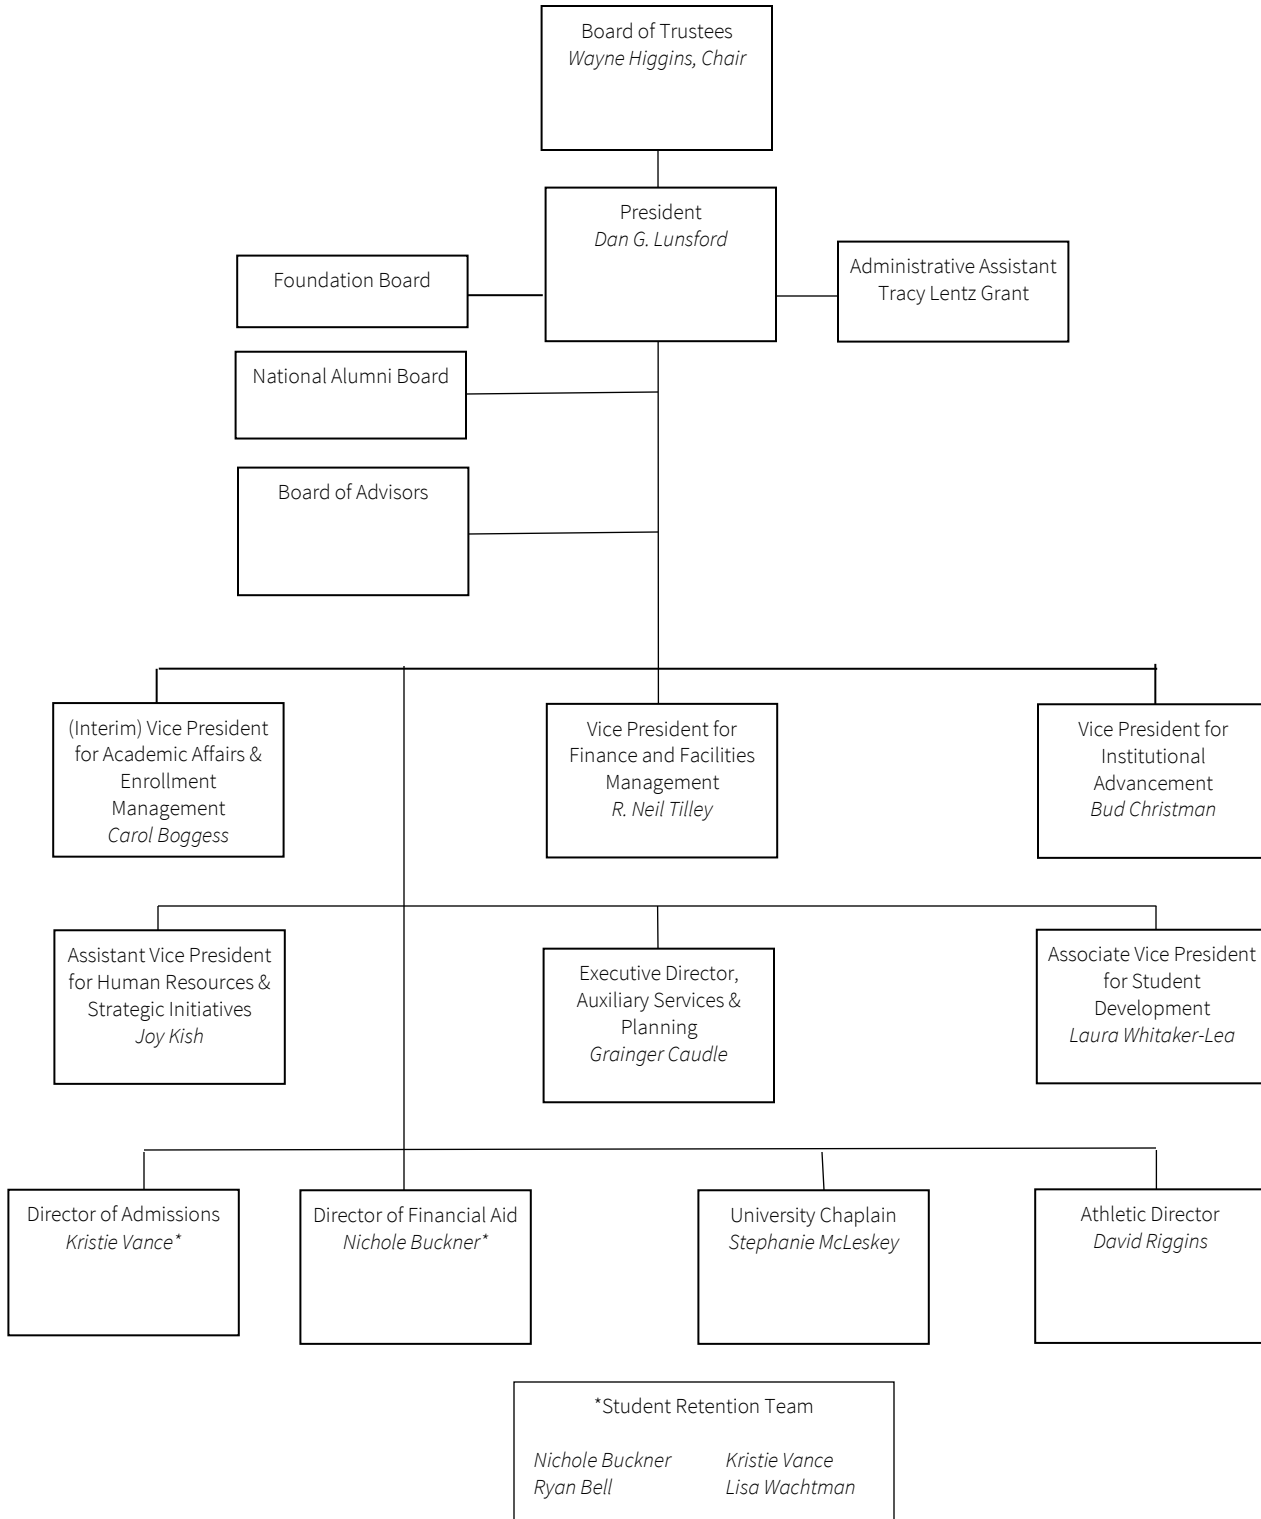 Board of Trustees
Wayne Higgins, Chair
President
Dan G. Lunsford
Foundation Board
Administrative Assistant
Tracy Lentz Grant
National Alumni Board
Board of Advisors
(Interim) Vice President
for Academic Affairs &
Enrollment
Management
Carol Boggess
Vice President for
Finance and Facilities
Management
R. Neil Tilley
Vice President for
Institutional
Advancement
Bud Christman
Assistant Vice President
for Human Resources &
Strategic Initiatives
Joy Kish
Executive Director,
Auxiliary Services &
Planning
Grainger Caudle
Associate Vice President
for Student
Development
Laura Whitaker-Lea
Director of Admissions
Kristie Vance*
Director of Financial Aid
Nichole Buckner*
University Chaplain
Stephanie McLeskey
Athletic Director
David Riggins
*Student Retention Team
Nichole Buckner Kristie Vance
Ryan Bell Lisa Wachtman